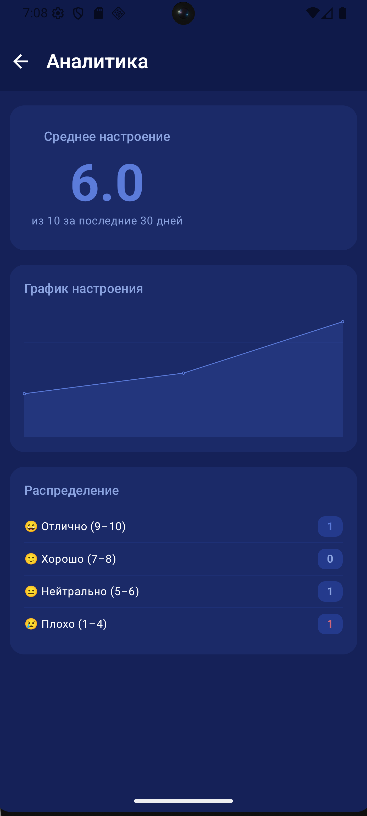 7:08
Аналитика
Среднее настроение
6.0
из 10 за последние 30 дней
График настроения
Распределение
😄 Отлично (9–10) 1
😊 Хорошо (7–8) 0
😐 Нейтрально (5–6) 1
😢 Плохо (1–4) 1